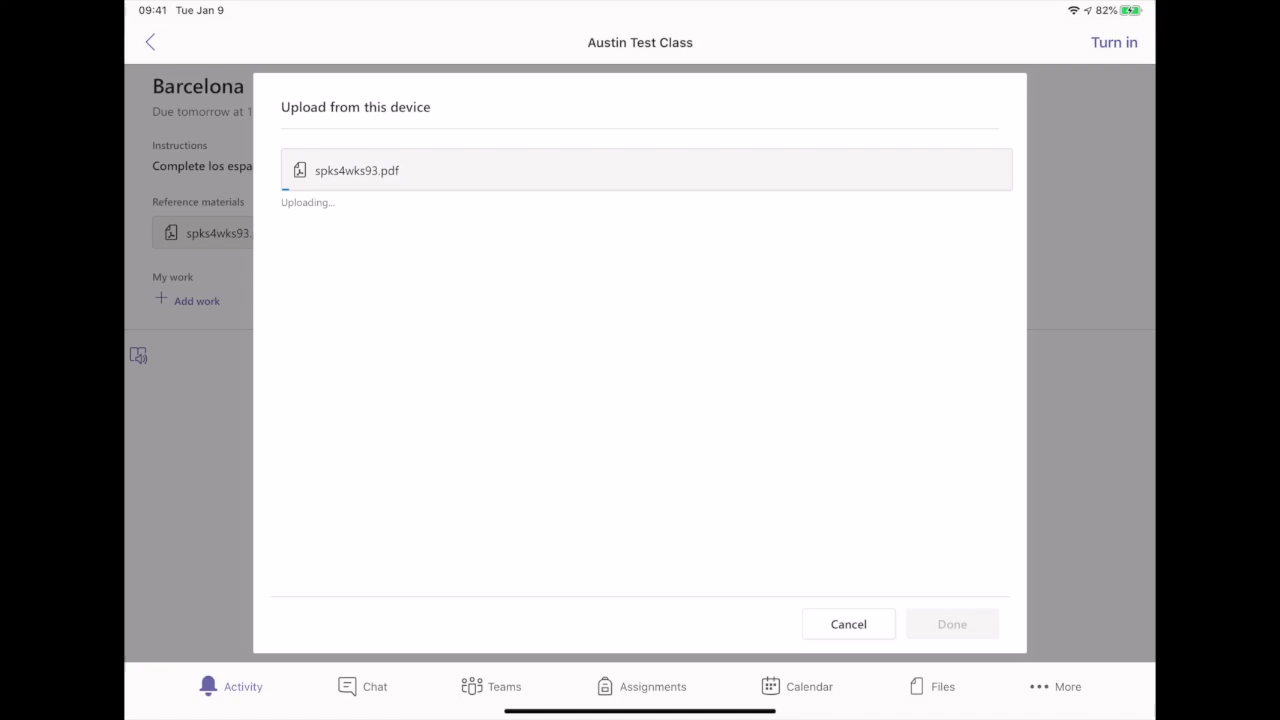 09:41 Tue Jan 9 82%
Austin Test Class Turn in
Barcelona
Due tomorrow at 1
Instructions
Complete los espa
Reference materials
spks4wks93.
My work
Add work
Upload from this device
spks4wks93.pdf
Uploading...
Cancel Done
Activity Chat Teams Assignments Calendar Files More